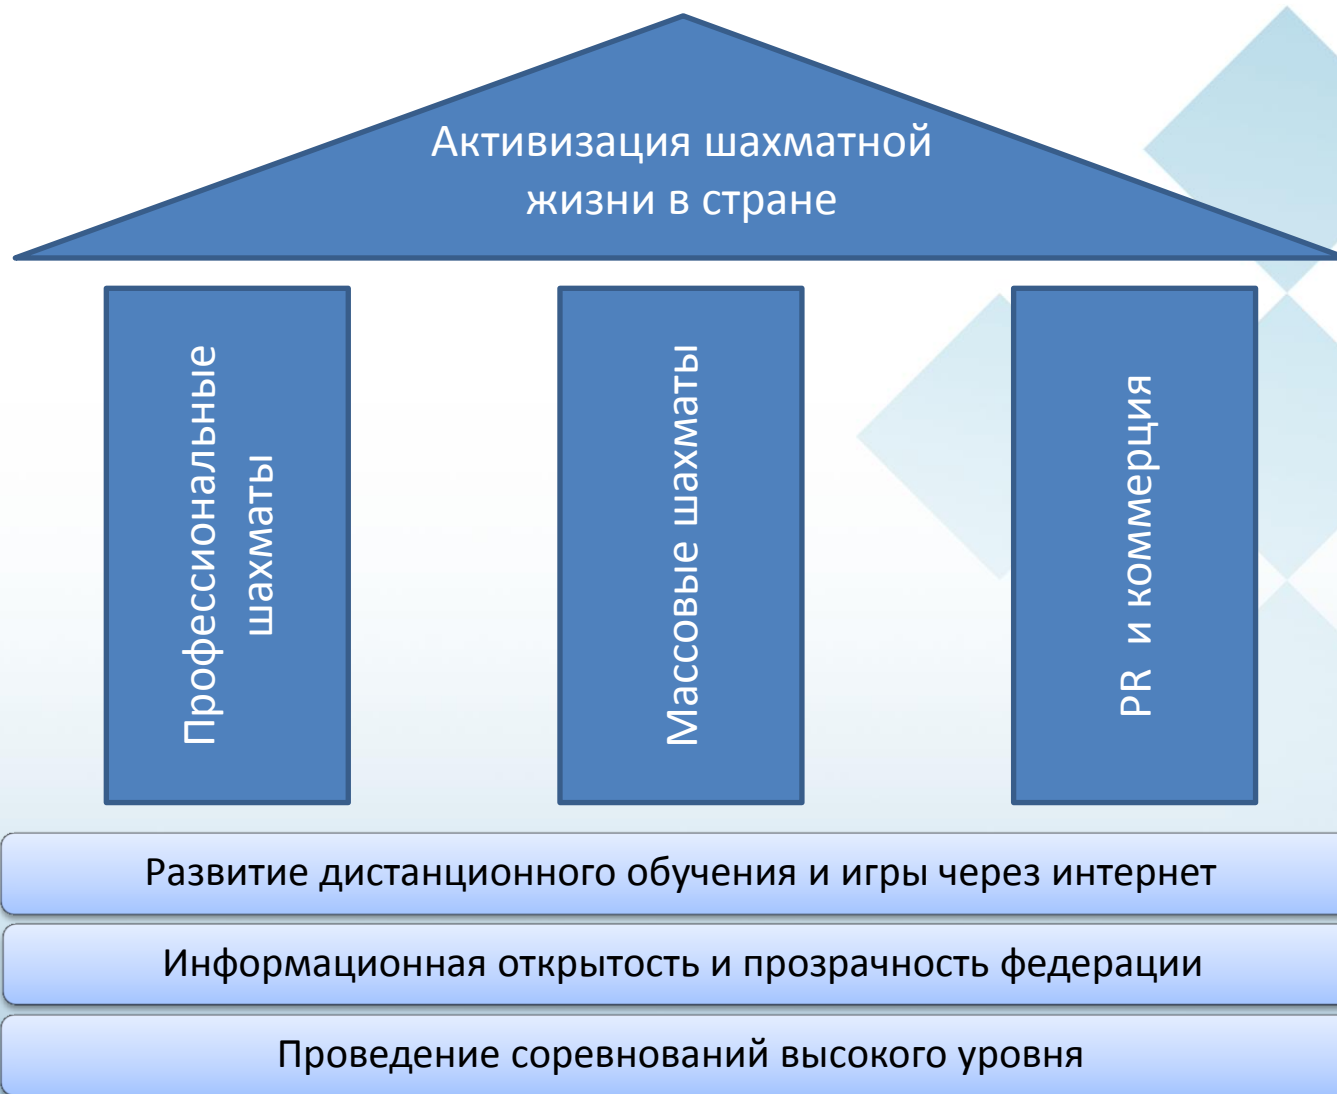 Активизация шахматной
жизни в стране
Профессиональные
шахматы
Массовые шахматы
PR и коммерция
Развитие дистанционного обучения и игры через интернет
Информационная открытость и прозрачность федерации
Проведение соревнований высокого уровня